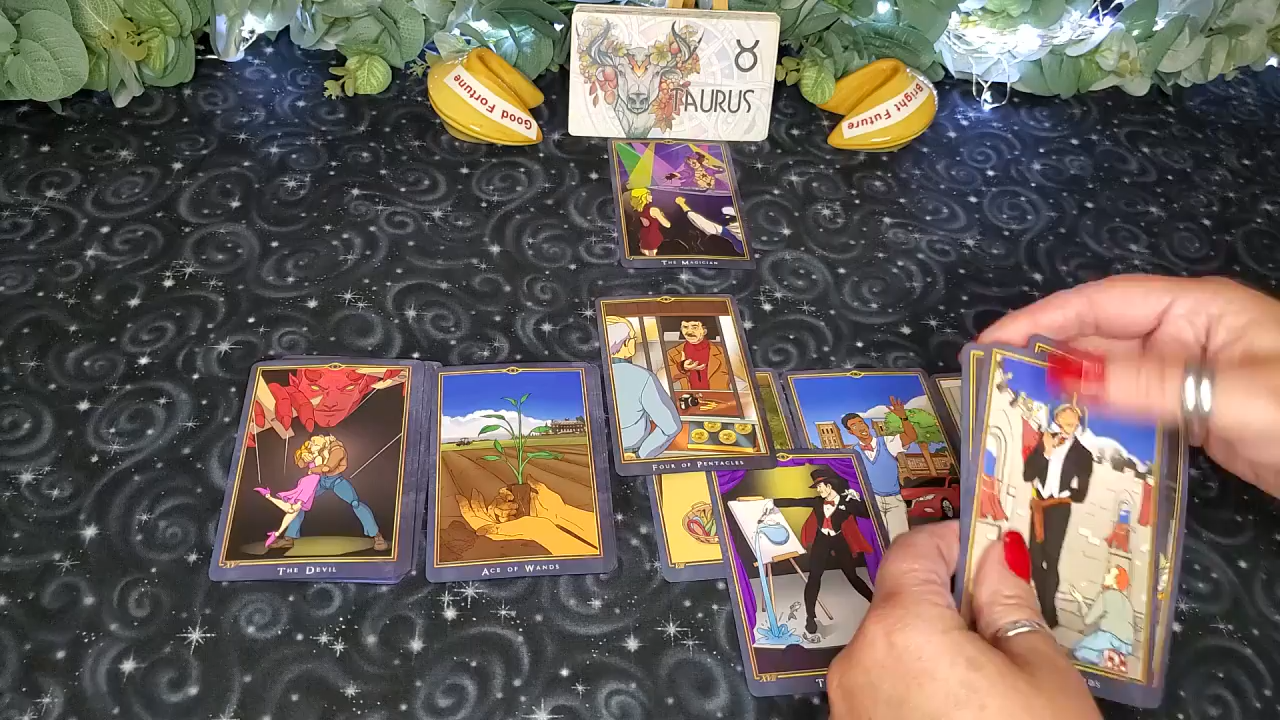 TAURUS
Good Fortune
Bright Future
THE MAGICIAN
FOUR OF PENTACLES
THE DEVIL
ACE OF WANDS